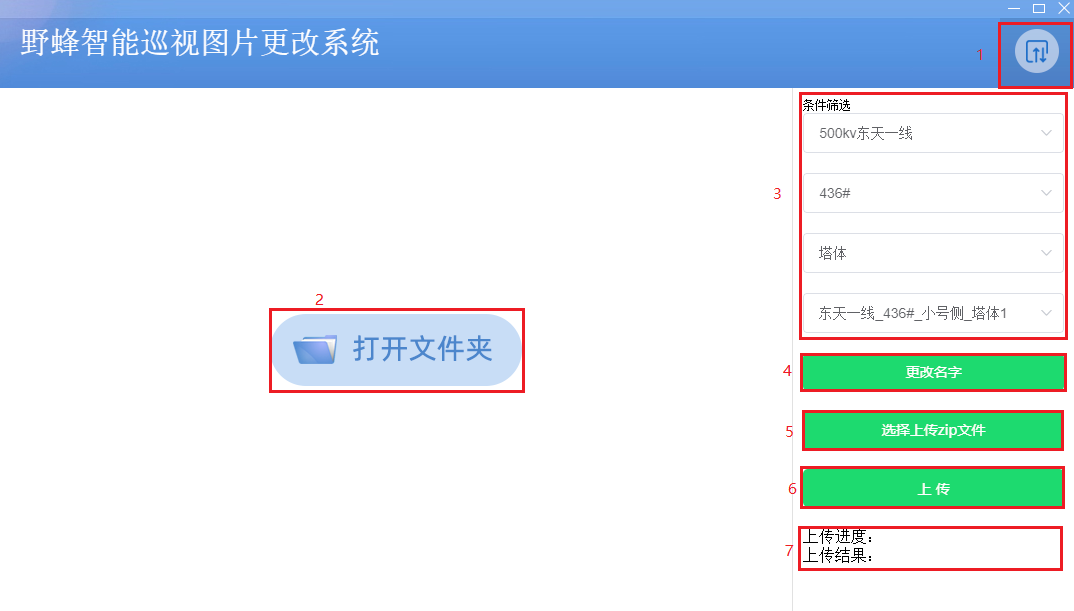 野蜂智能巡视图片更改系统
1
条件筛选
500kv东天一线
3
436#
塔体
2
东天一线_436#_小号侧_塔体1
打开文件夹
4
更改名字
5
选择上传zip文件
6
上 传
7
上传进度：
上传结果：